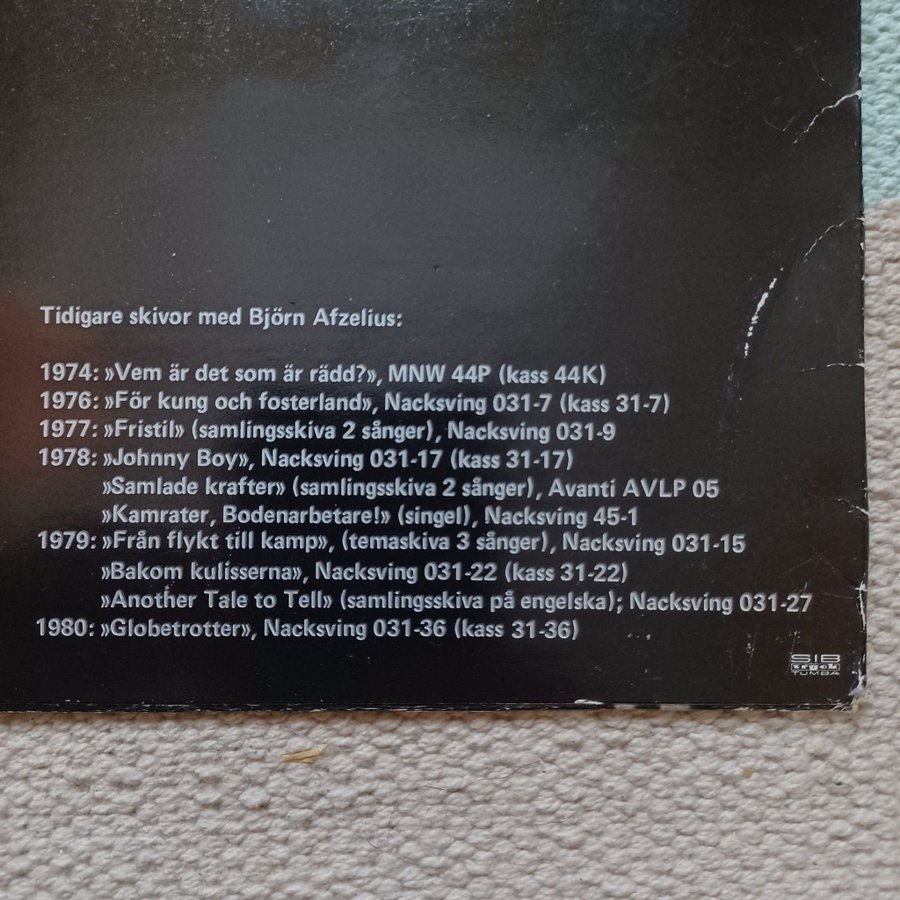 Tidigare skivor med Björn Afzelius:
1974: »Vem är det som är rädd?», MNW 44P (kass 44K)
1976: »För kung och fosterland», Nacksving 031-7 (kass 31-7)
1977: »Fristil» (samlingsskiva 2 sånger), Nacksving 031-9
1978: »Johnny Boy», Nacksving 031-17 (kass 31-17)
»Samlade krafter» (samlingsskiva 2 sånger), Avanti AVLP 05
»Kamrater, Bodenarbetare!» (singel), Nacksving 45-1
1979: »Från flykt till kamp», (temaskiva 3 sånger), Nacksving 031-15
»Bakom kulisserna», Nacksving 031-22 (kass 31-22)
»Another Tale to Tell» (samlingsskiva på engelska); Nacksving 031-27
1980: »Globetrotter», Nacksving 031-36 (kass 31-36)
SIB
tryck
TUMBA